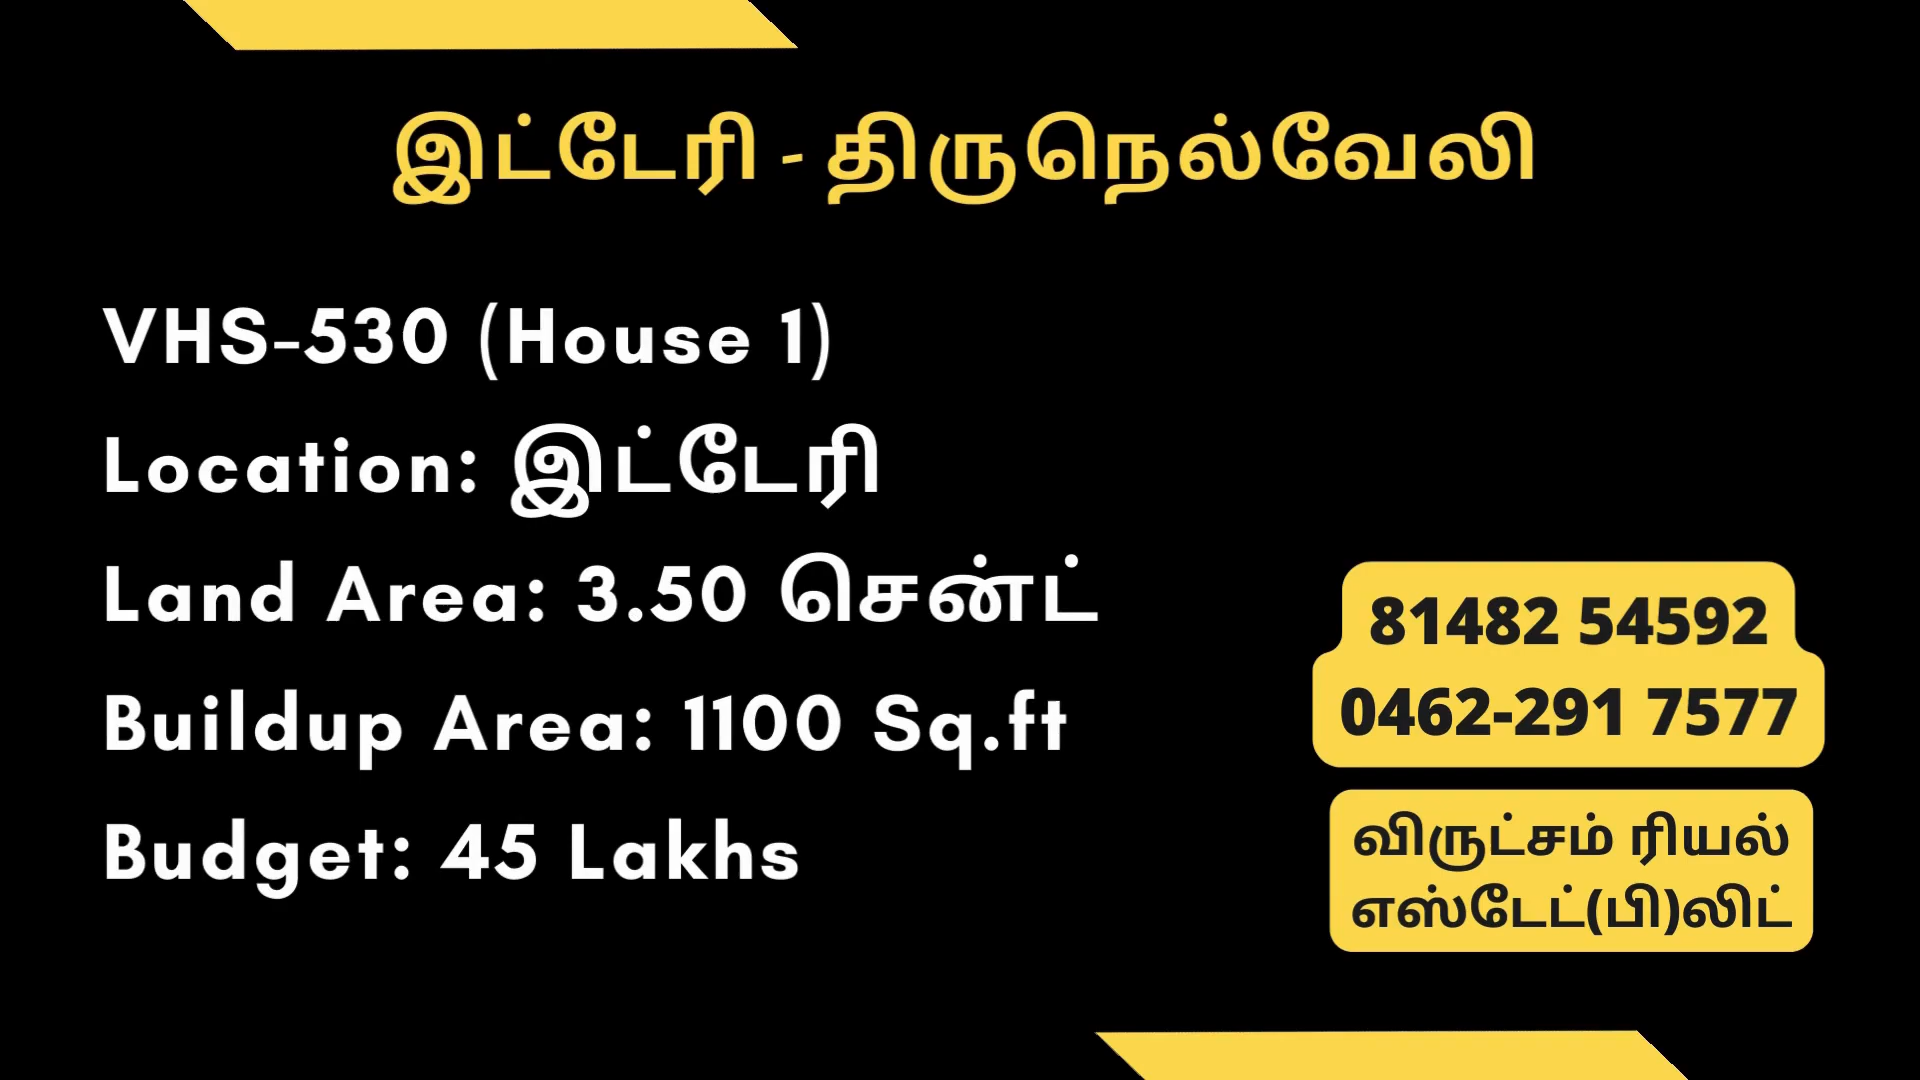 இட்டேரி - திருநெல்வேலி
VHS-530 (House 1)
Location: இட்டேரி
Land Area: 3.50 சென்ட்
Buildup Area: 1100 Sq.ft
Budget: 45 Lakhs
81482 54592
0462-291 7577
விருட்சம் ரியல்
எஸ்டேட்(பி)லிட்